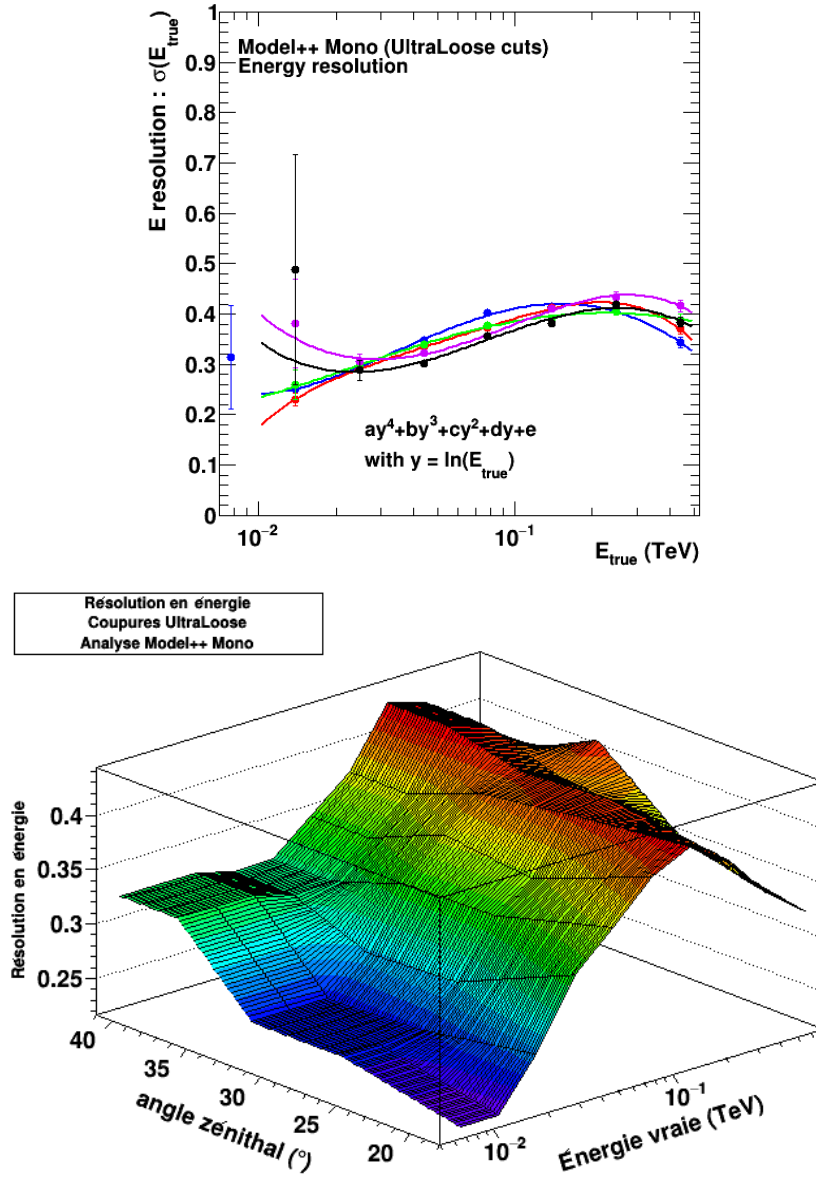 Model++ Mono (UltraLoose cuts)
Energy resolution
E resolution : σ(E_true)
1
0.9
0.8
0.7
0.6
0.5
0.4
0.3
0.2
0.1
0
ay⁴+by³+cy²+dy+e
with y = ln(E_true)
10⁻²
10⁻¹
E_true (TeV)
Résolution en énergie
Coupures UltraLoose
Analyse Model++ Mono
Résolution en énergie
0.4
0.35
0.3
0.25
40
35
30
25
20
angle zénithal (°)
10⁻²
10⁻¹
Énergie vraie (TeV)